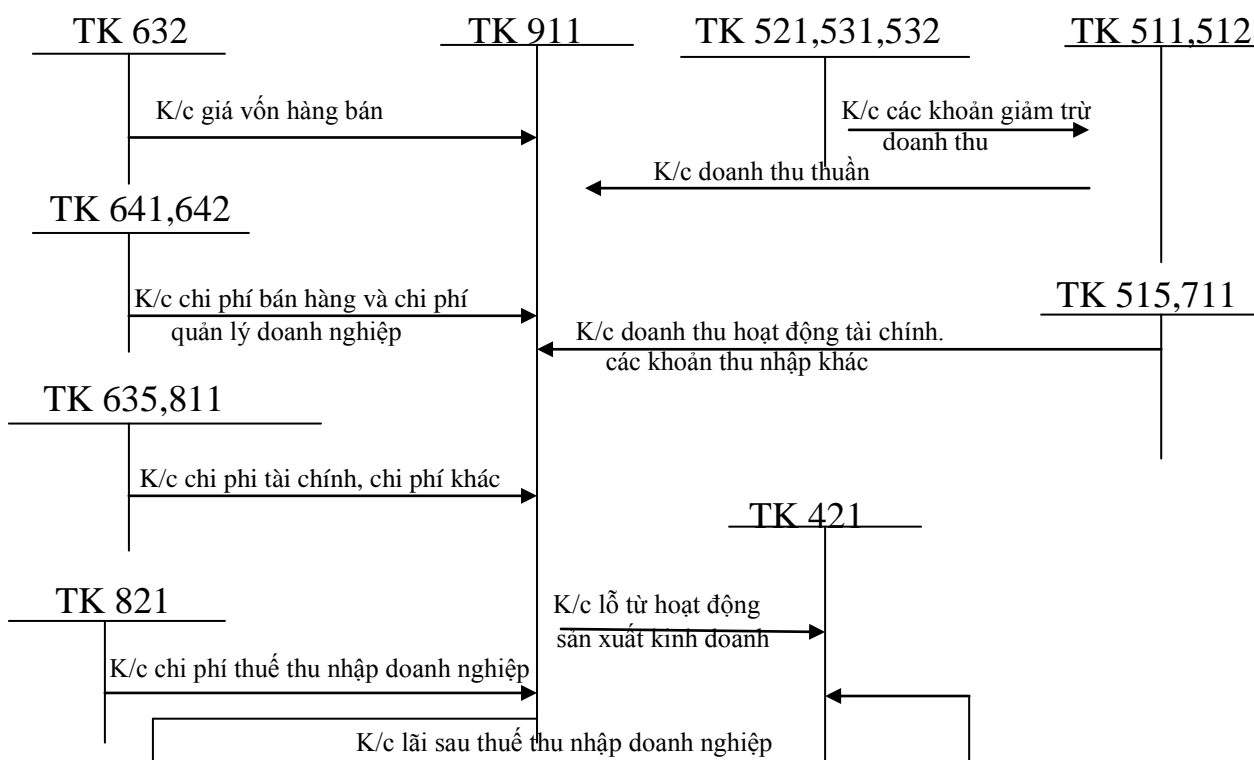 TK 632
TK 911
TK 521,531,532
TK 511,512
K/c giá vốn hàng bán
K/c các khoản giảm trừ
doanh thu
K/c doanh thu thuần
TK 641,642
K/c chi phí bán hàng và chi phí
quản lý doanh nghiệp
TK 515,711
K/c doanh thu hoạt động tài chính.
các khoản thu nhập khác
TK 635,811
K/c chi phi tài chính, chi phí khác
TK 421
TK 821
K/c lỗ từ hoạt động
sản xuất kinh doanh
K/c chi phí thuế thu nhập doanh nghiệp
K/c lãi sau thuế thu nhập doanh nghiệp